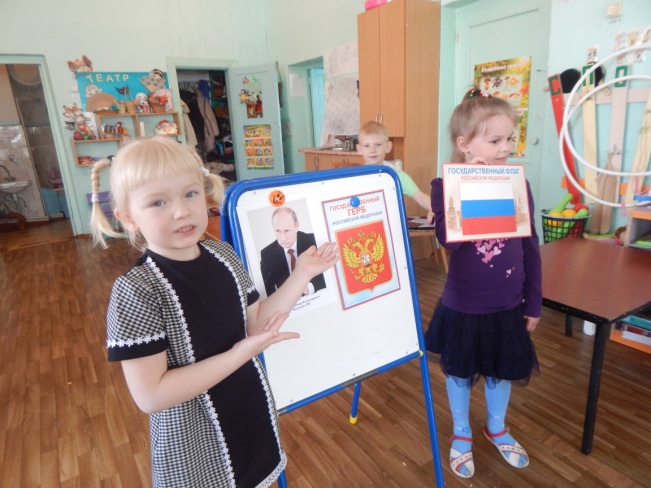 ТЕАТР
ГОСУДАРСТВЕННЫЙ
ГЕРБ
РОССИЙСКОЙ ФЕДЕРАЦИИ
ГОСУДАРСТВЕННЫЙ ФЛАГ
РОССИЙСКОЙ ФЕДЕРАЦИИ